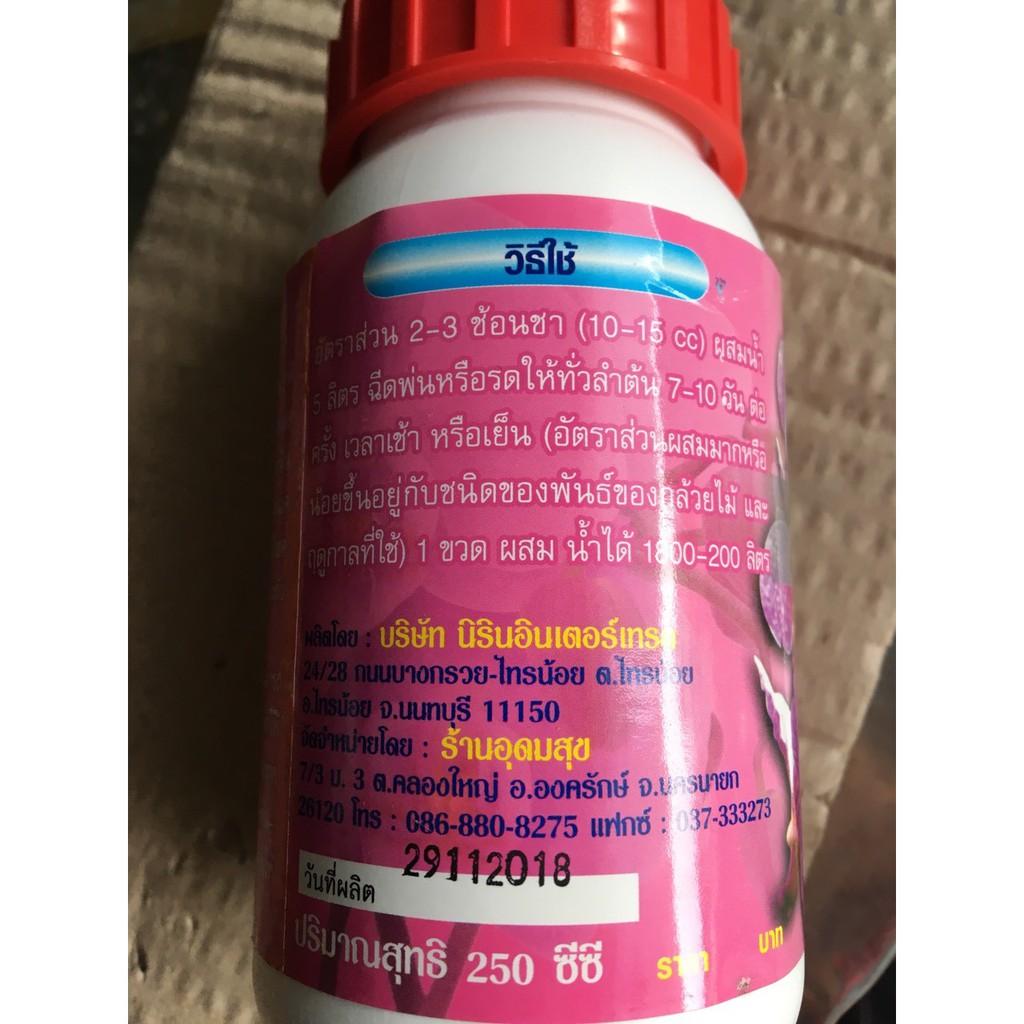 วิธีใช้
อัตราส่วน 2-3 ช้อนชา (10-15 cc) ผสมน้ำ
5 ลิตร ฉีดพ่นหรือรดให้ทั่วลำต้น 7-10 วัน ต่อ
ครั้ง เวลาเช้า หรือเย็น (อัตราส่วนผสมมากหรือ
น้อยขึ้นอยู่กับชนิดของพันธ์ของกล้วยไม้ และ
ฤดูกาลที่ใช้) 1 ขวด ผสม น้ำได้ 1800-200 ลิตร
ผลิตโดย : บริษัท นิรินอินเตอร์เทรด
24/28 ถนนบางกรวย-ไทรน้อย ต.ไทรน้อย
อ.ไทรน้อย จ.นนทบุรี 11150
จัดจำหน่ายโดย : ร้านอุดมสุข
7/3 ม. 3 ต.คลองใหญ่ อ.องครักษ์ จ.นครนายก
26120 โทร : 086-880-8275 แฟกซ์ : 037-333273
29112018
วันที่ผลิต
ปริมาณสุทธิ 250 ซีซี ราคา บาท